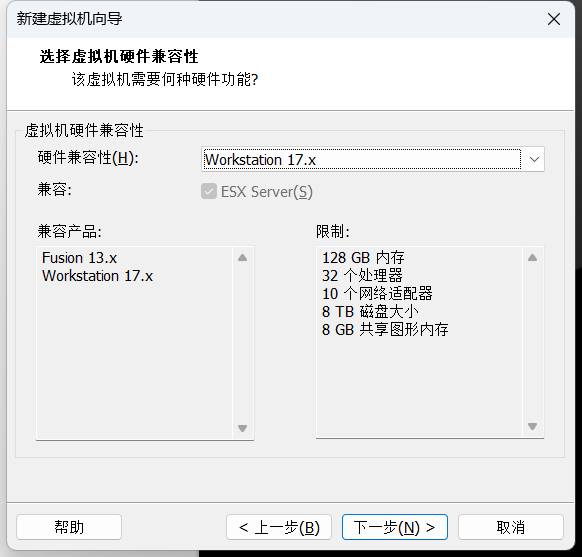 新建虚拟机向导
选择虚拟机硬件兼容性
该虚拟机需要何种硬件功能?
虚拟机硬件兼容性
硬件兼容性(H): Workstation 17.x
兼容: ESX Server(S)
兼容产品:
Fusion 13.x
Workstation 17.x
限制:
128 GB 内存
32 个处理器
10 个网络适配器
8 TB 磁盘大小
8 GB 共享图形内存
帮助 < 上一步(B) 下一步(N) > 取消